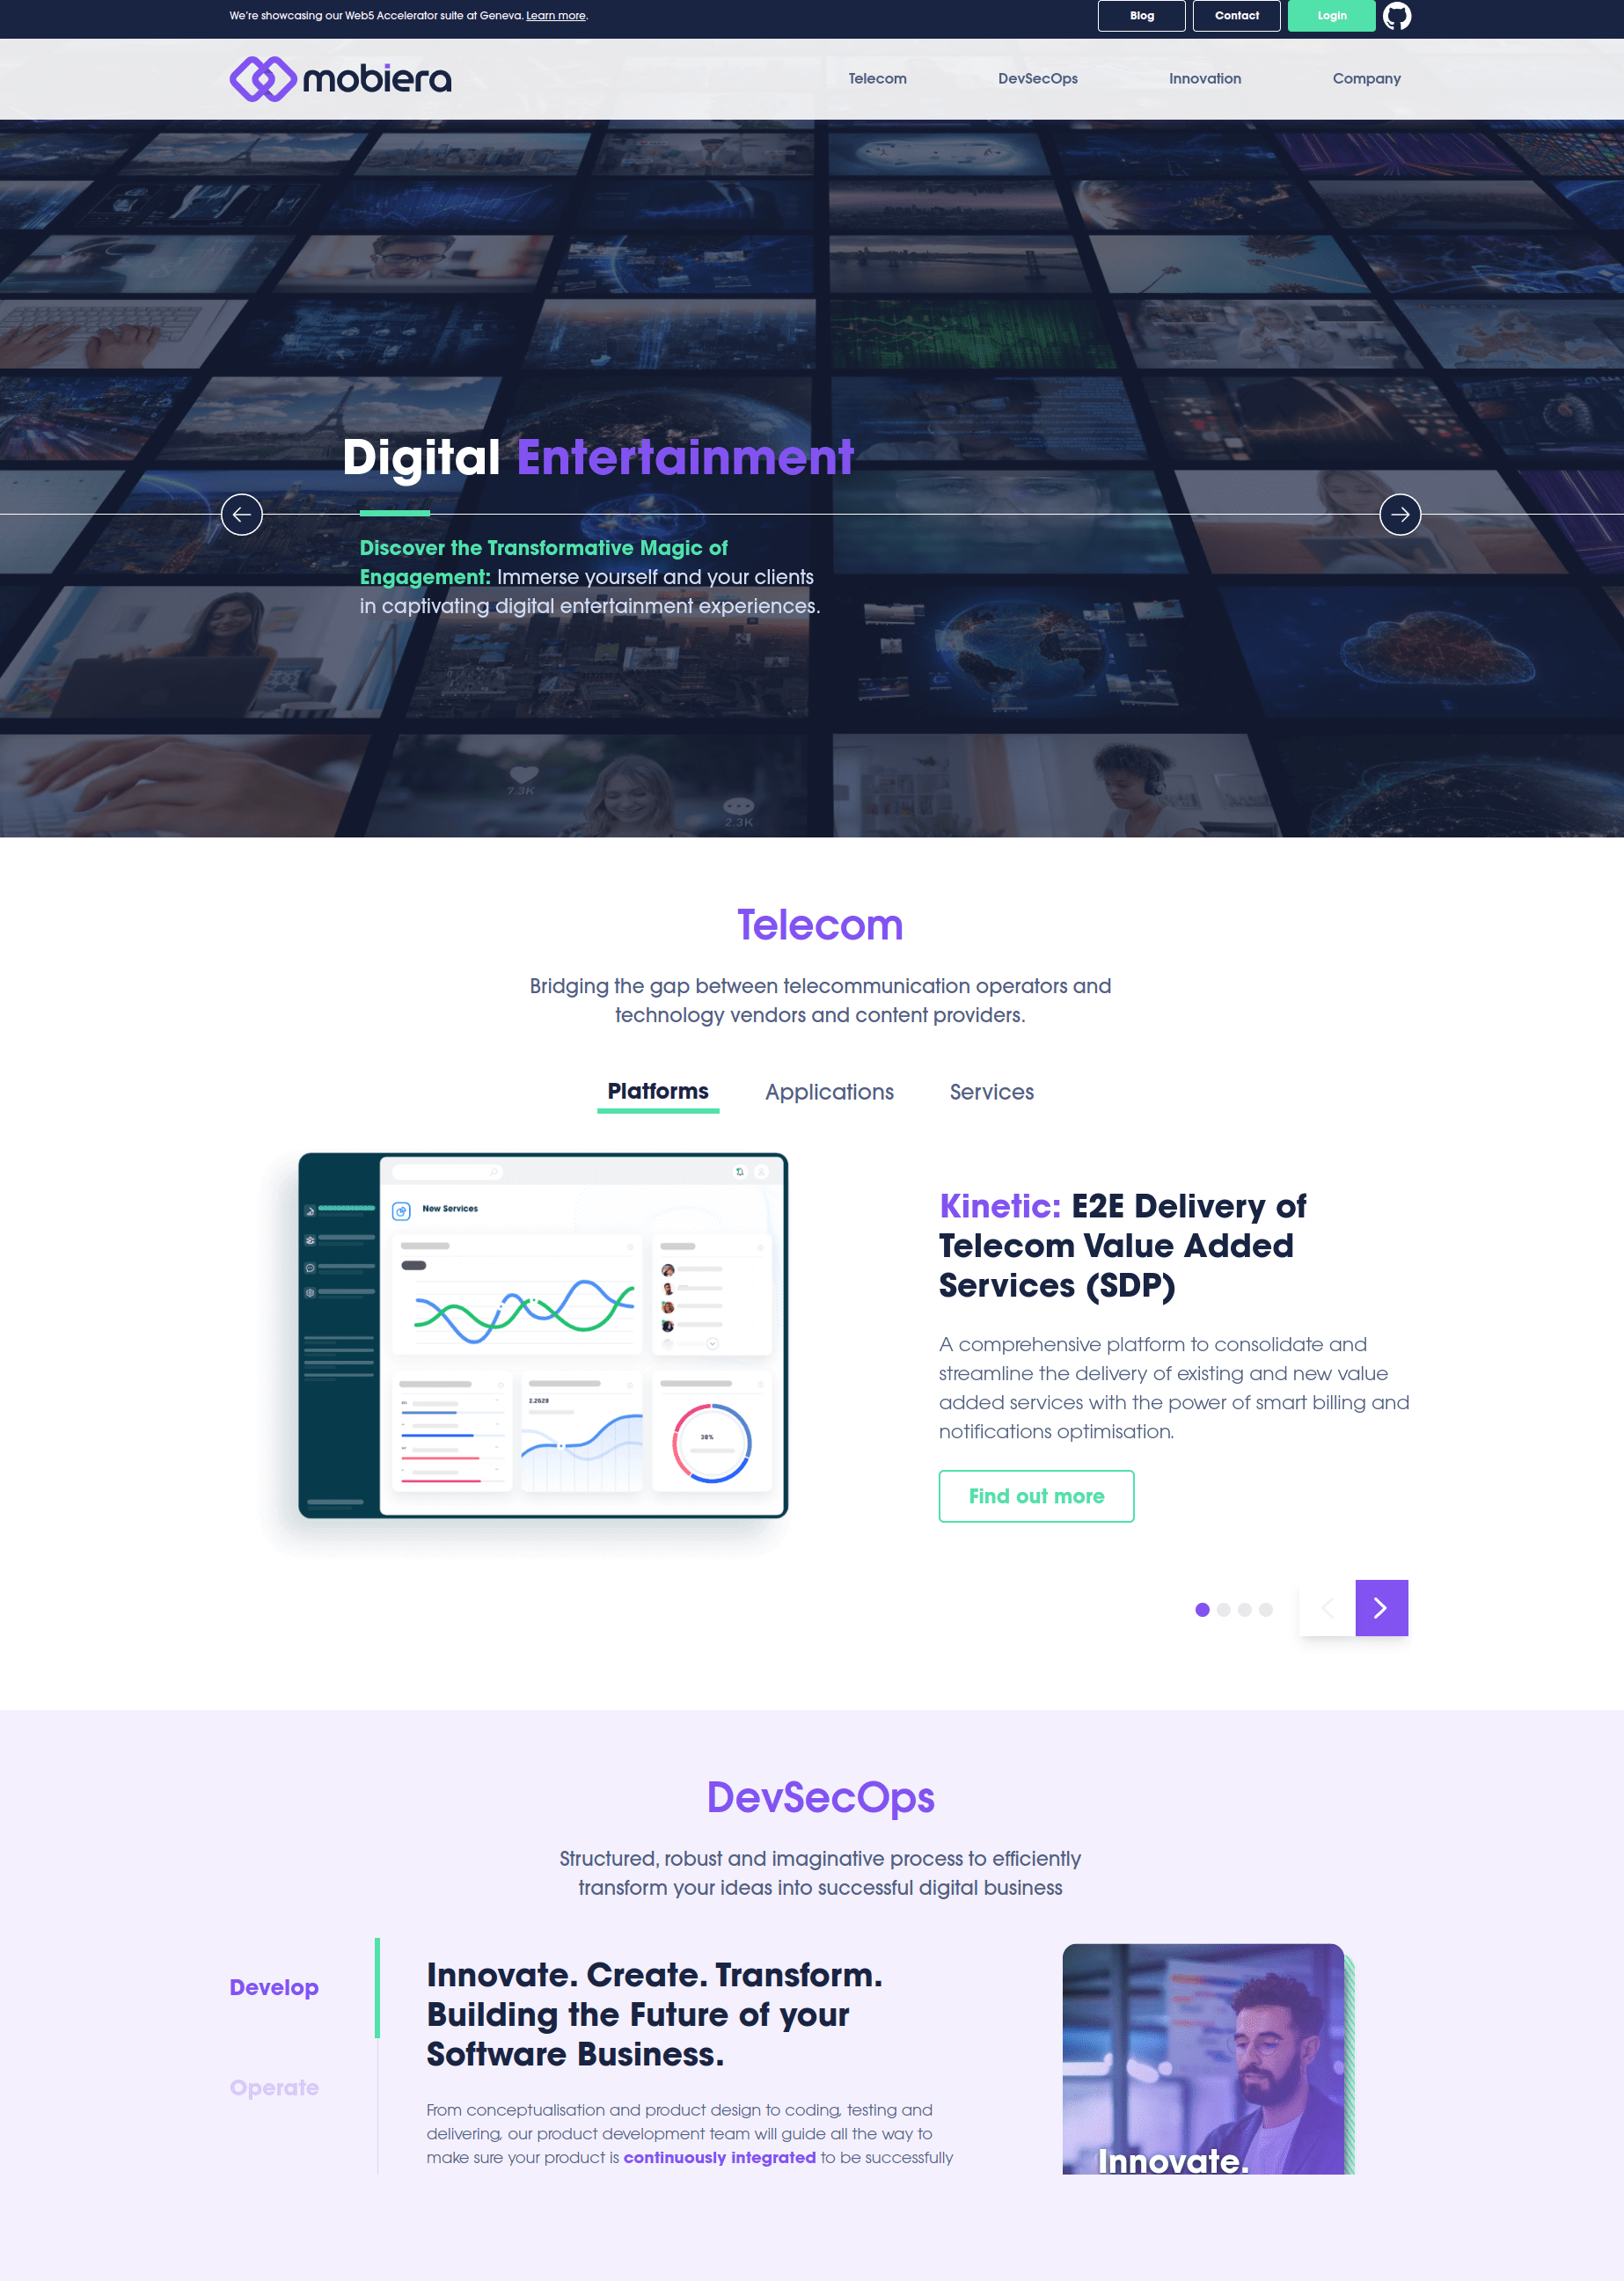 We're showcasing our Web5 Accelerator suite at Geneva. Learn more.
Blog
Contact
Login
mobiera
Telecom
DevSecOps
Innovation
Company
Digital Entertainment
Discover the Transformative Magic of
Engagement: Immerse yourself and your clients
in captivating digital entertainment experiences.
7.3K
2.3K
Telecom
Bridging the gap between telecommunication operators and
technology vendors and content providers.
Platforms
Applications
Services
New Services
2.2628
38%
Kinetic: E2E Delivery of
Telecom Value Added
Services (SDP)
A comprehensive platform to consolidate and
streamline the delivery of existing and new value
added services with the power of smart billing and
notifications optimisation.
Find out more
DevSecOps
Structured, robust and imaginative process to efficiently
transform your ideas into successful digital business
Develop
Operate
Innovate. Create. Transform.
Building the Future of your
Software Business.
From conceptualisation and product design to coding, testing and
delivering, our product development team will guide all the way to
make sure your product is continuously integrated to be successfully
Innovate.